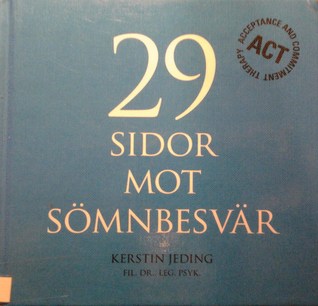 ACCEPTANCE AND COMMITMENT THERAPY
ACT
29
SIDOR
MOT
SÖMNBESVÄR
KERSTIN JEDING
FIL. DR., LEG. PSYK.